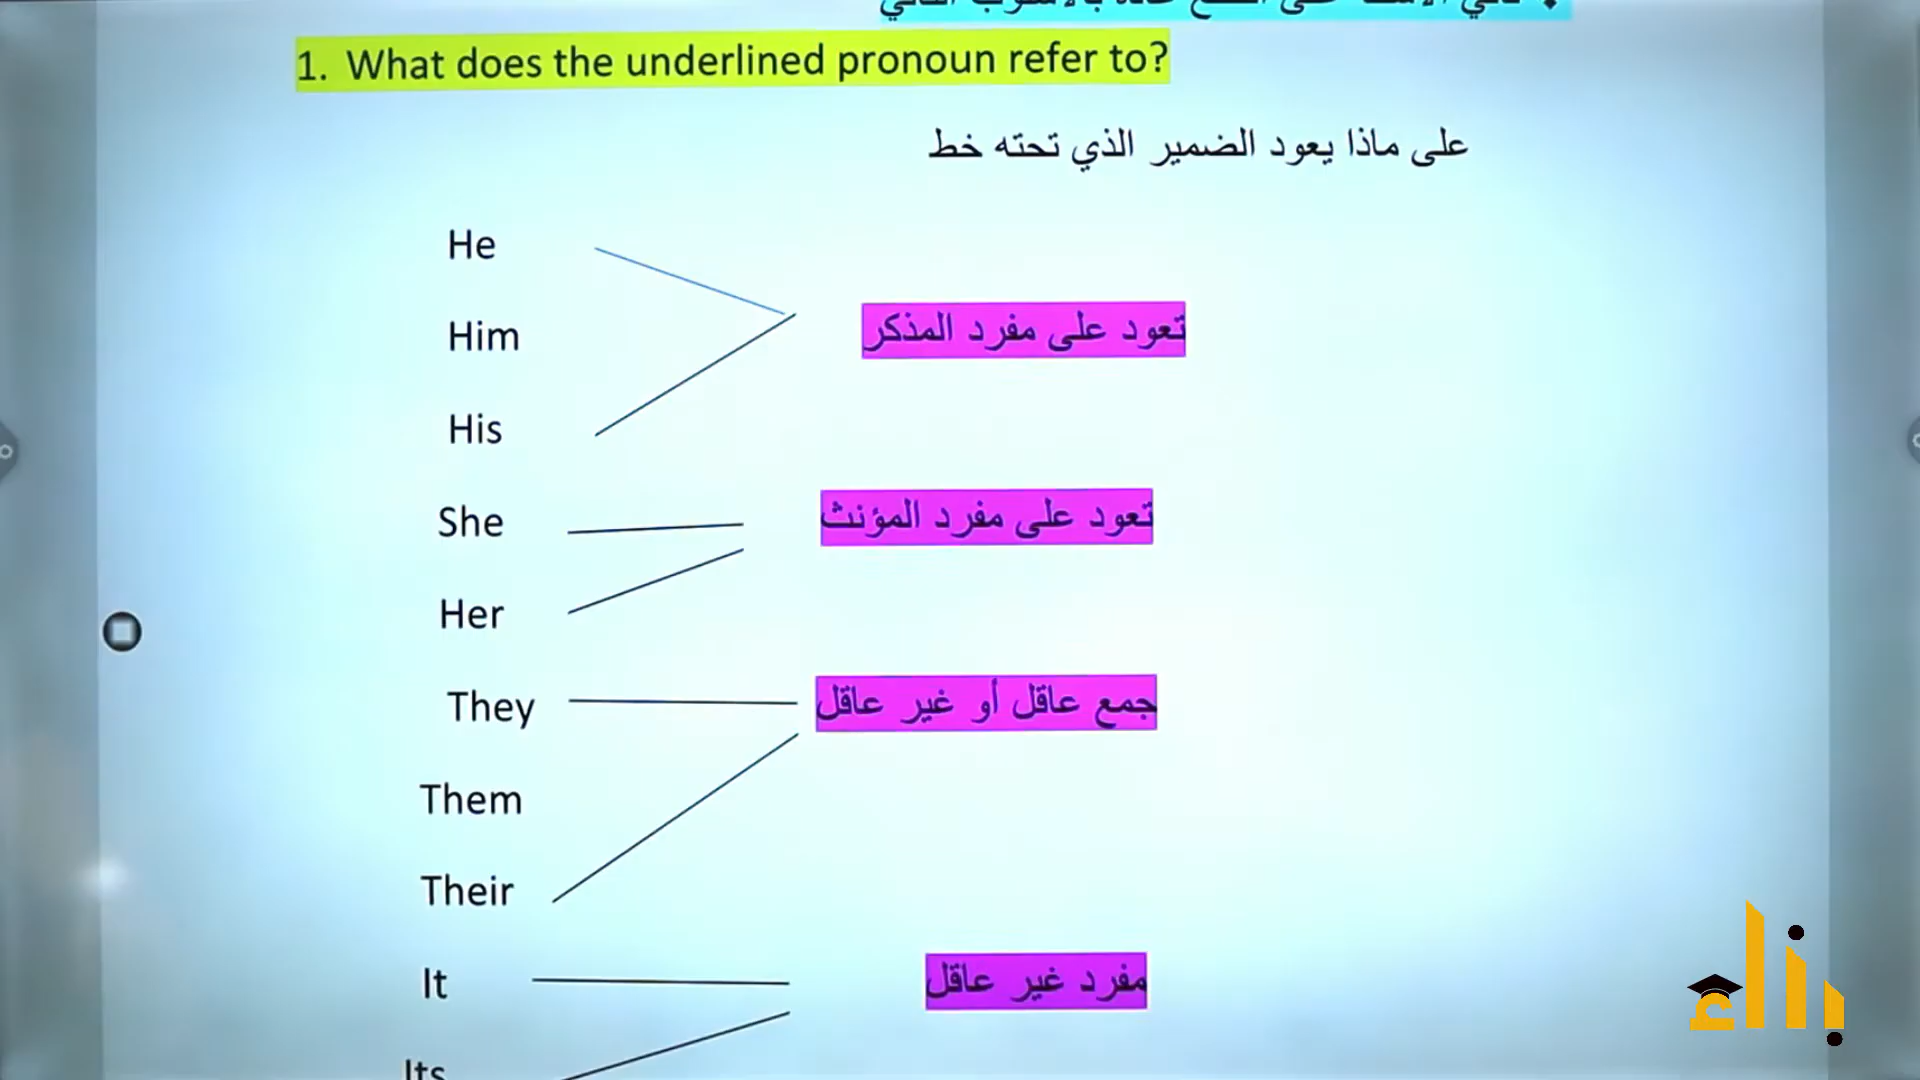 1. What does the underlined pronoun refer to?
على ماذا يعود الضمير الذي تحته خط
He
Him
تعود على مفرد المذكر
His
She
تعود على مفرد المؤنث
Her
They
جمع عاقل أو غير عاقل
Them
Their
It
مفرد غير عاقل
Its